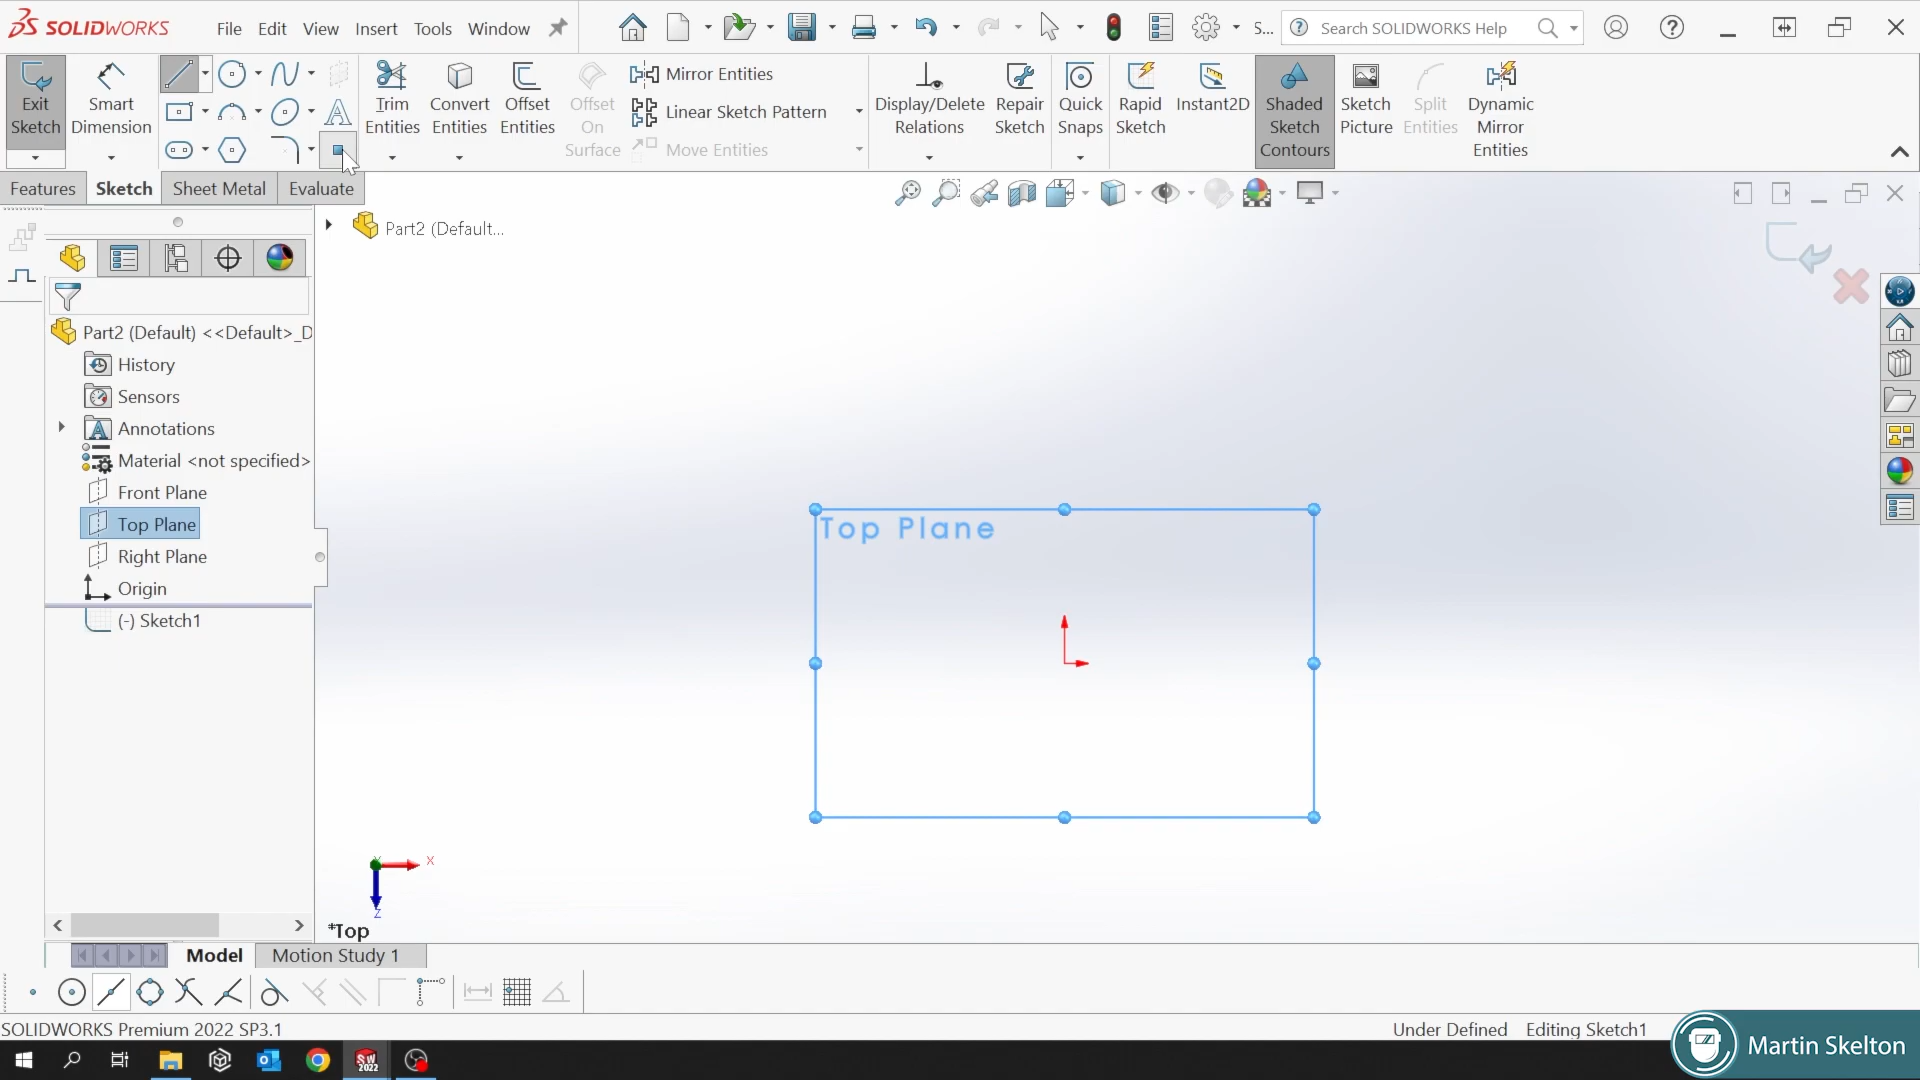 SOLIDWORKS
File Edit View Insert Tools Window
S...
Search SOLIDWORKS Help
Exit Sketch
Smart Dimension
Trim Entities
Convert Entities
Offset Entities
Offset On Surface
Mirror Entities
Linear Sketch Pattern
Move Entities
Display/Delete Relations
Repair Sketch
Quick Snaps
Rapid Sketch
Instant2D
Shaded Sketch Contours
Sketch Picture
Split Entities
Dynamic Mirror Entities
Features Sketch Sheet Metal Evaluate
Part2 (Default...
Part2 (Default) <<Default>_D
History
Sensors
Annotations
Material <not specified>
Front Plane
Top Plane
Right Plane
Origin
(-) Sketch1
Top Plane
X
Y
Z
*Top
Model Motion Study 1
SOLIDWORKS Premium 2022 SP3.1
Under Defined Editing Sketch1
Martin Skelton
SW
2022